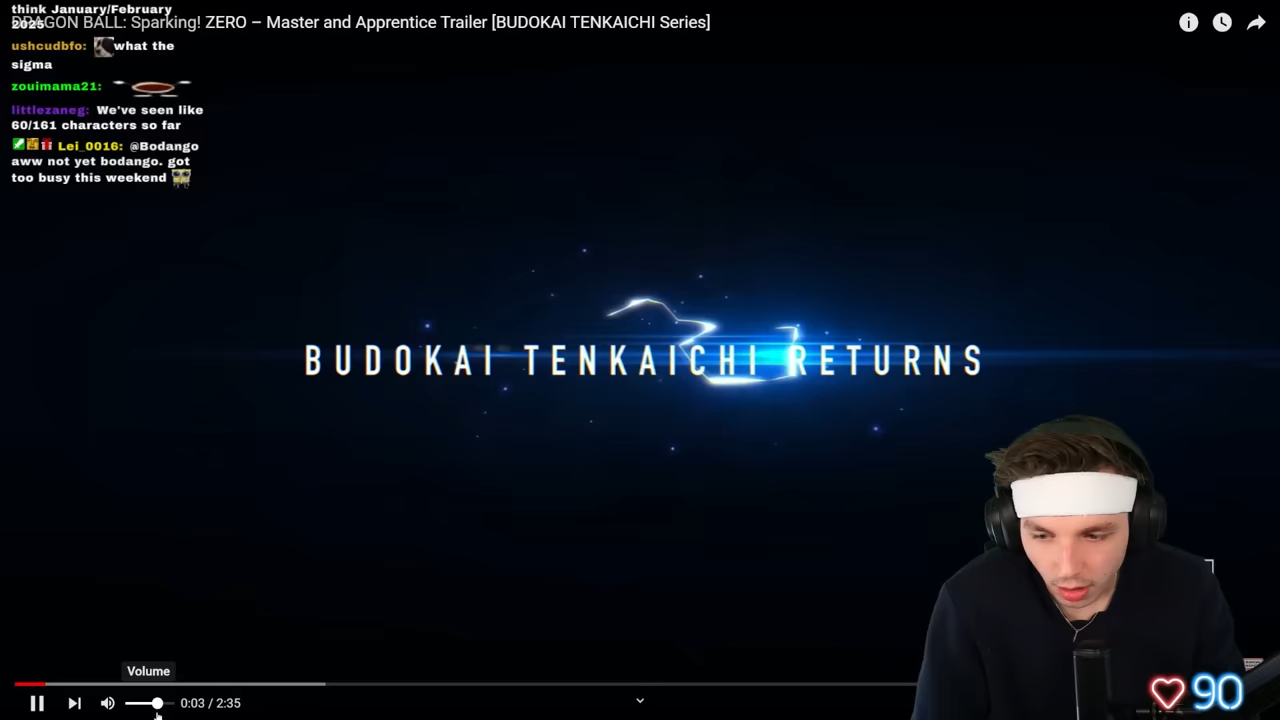 think January/February
2025
DRAGON BALL: Sparking! ZERO – Master and Apprentice Trailer [BUDOKAI TENKAICHI Series]
ushcudbfo: what the
sigma
zouimama21:
littlezaneg: We've seen like
60/161 characters so far
Lei_0016: @Bodango
aww not yet bodango. got
too busy this weekend
BUDOKAI TENKAICHI RETURNS
Volume
0:03 / 2:35
90